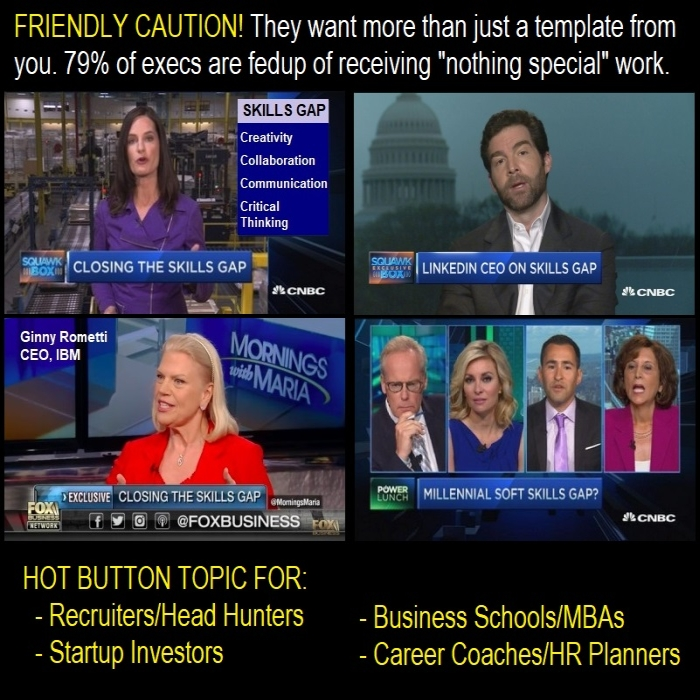 FRIENDLY CAUTION! They want more than just a template from
you. 79% of execs are fedup of receiving "nothing special" work.
SKILLS GAP
Creativity
Collaboration
Communication
Critical
Thinking
SQUAWK
BOX
CLOSING THE SKILLS GAP
CNBC
SQUAWK
EXCLUSIVE
BOX
LINKEDIN CEO ON SKILLS GAP
CNBC
Ginny Rometti
CEO, IBM
MORNINGS
with MARIA
EXCLUSIVE CLOSING THE SKILLS GAP @MorningsMaria
FOX
BUSINESS
NETWORK
@FOXBUSINESS
FOX
BUSINESS
POWER
LUNCH
MILLENNIAL SOFT SKILLS GAP?
CNBC
HOT BUTTON TOPIC FOR:
- Recruiters/Head Hunters
- Startup Investors
- Business Schools/MBAs
- Career Coaches/HR Planners